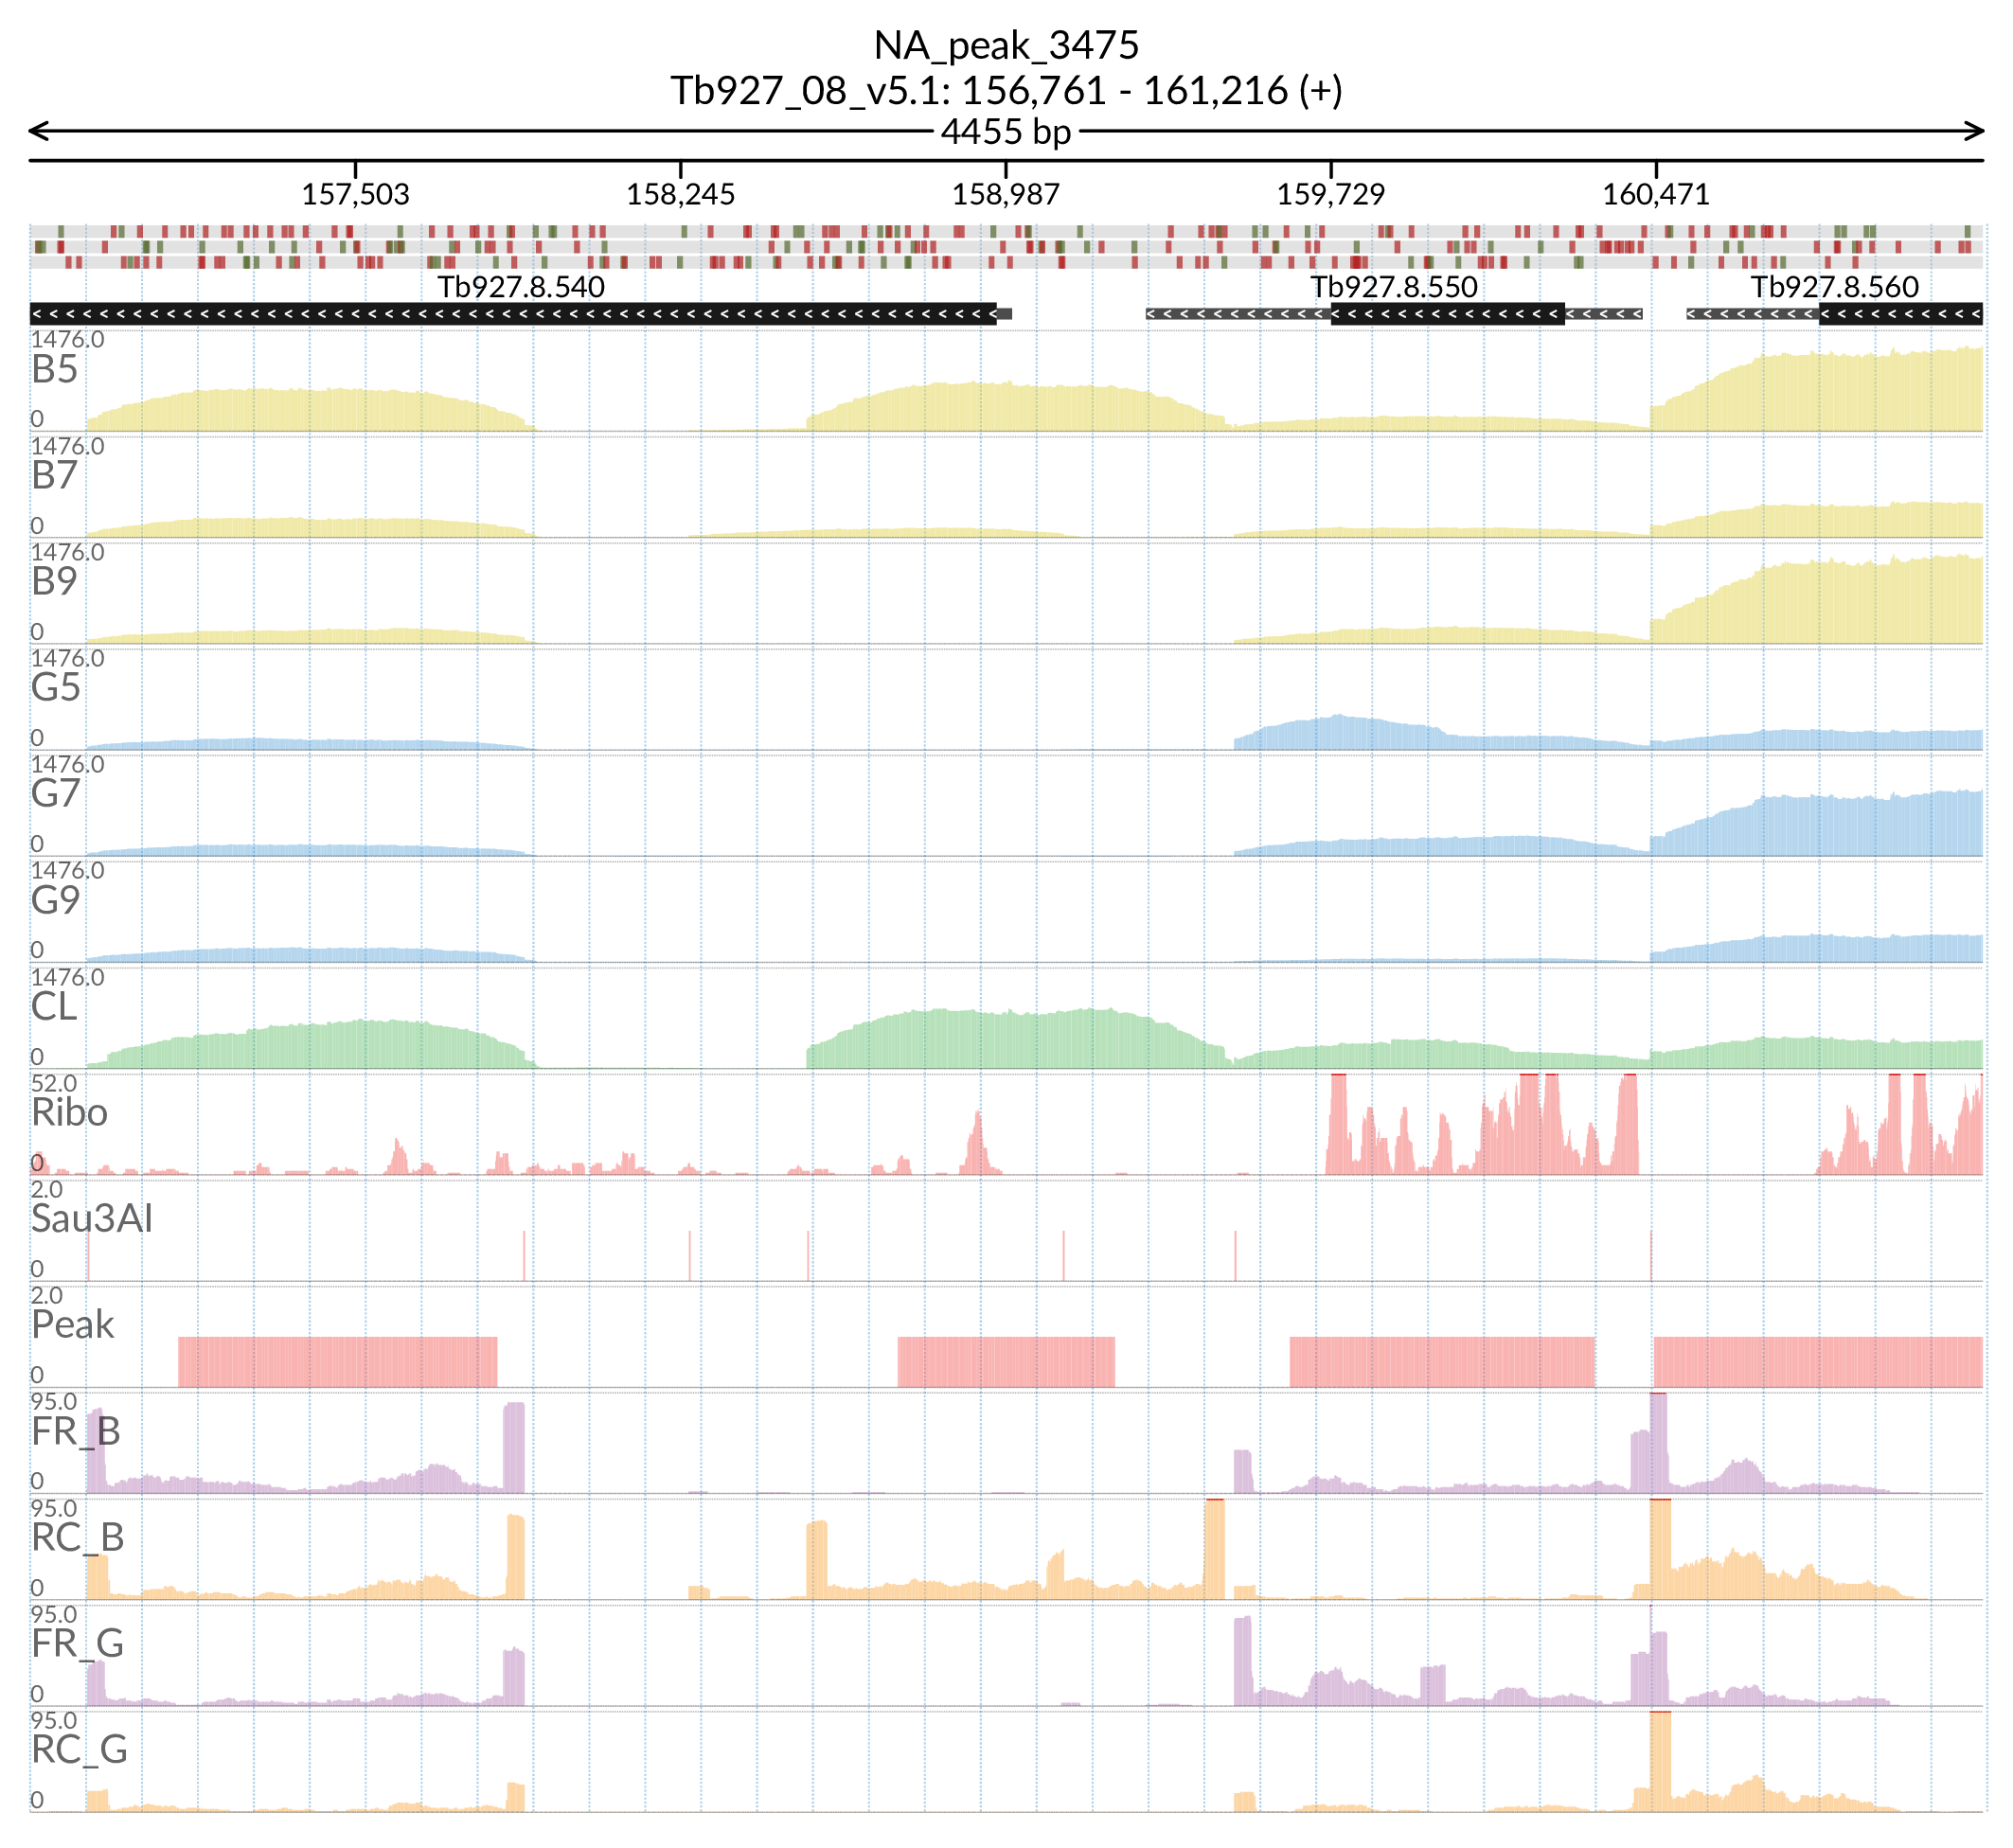 NA_peak_3475
Tb927_08_v5.1: 156,761 - 161,216 (+)
4455 bp
157,503 158,245 158,987 159,729 160,471
Tb927.8.540 Tb927.8.550 Tb927.8.560
1476.0
B5
0
1476.0
B7
0
1476.0
B9
0
1476.0
G5
0
1476.0
G7
0
1476.0
G9
0
1476.0
CL
0
52.0
Ribo
0
2.0
Sau3AI
0
2.0
Peak
0
95.0
FR_B
0
95.0
RC_B
0
95.0
FR_G
0
95.0
RC_G
0